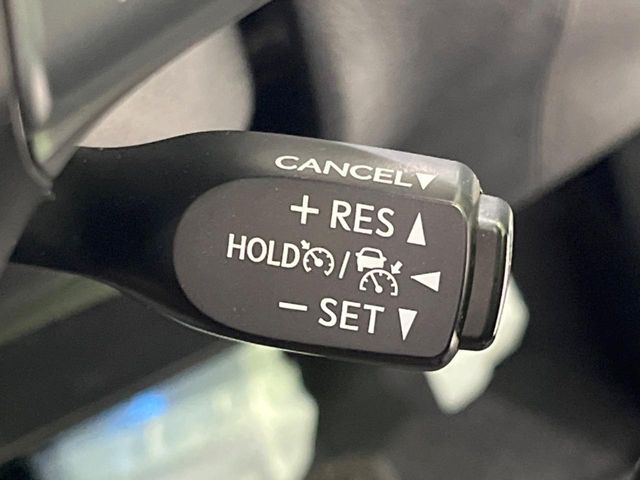 CANCEL▼
+ RES ▲
HOLD / ◀
− SET ▼